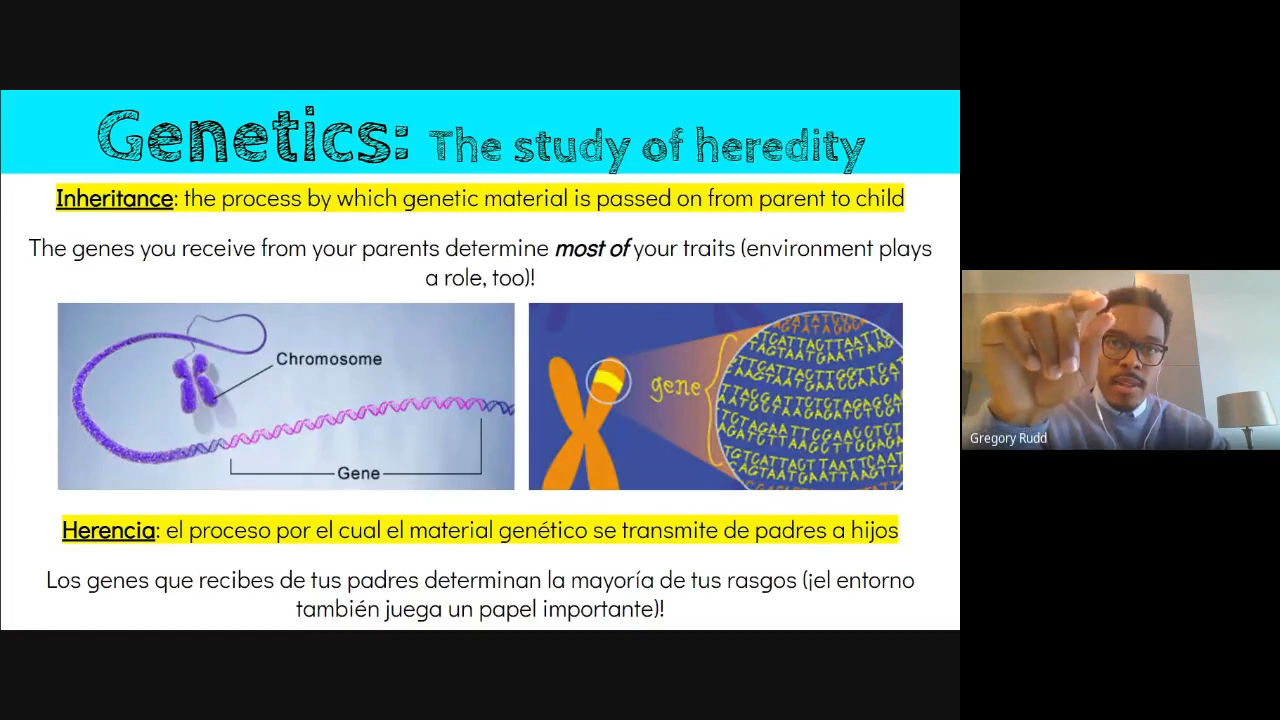 Genetics: The study of heredity
Inheritance: the process by which genetic material is passed on from parent to child
The genes you receive from your parents determine most of your traits (environment plays
a role, too)!
Chromosome
Gene
gene
Herencia: el proceso por el cual el material genético se transmite de padres a hijos
Los genes que recibes de tus padres determinan la mayoría de tus rasgos (¡el entorno
también juega un papel importante)!
Gregory Rudd